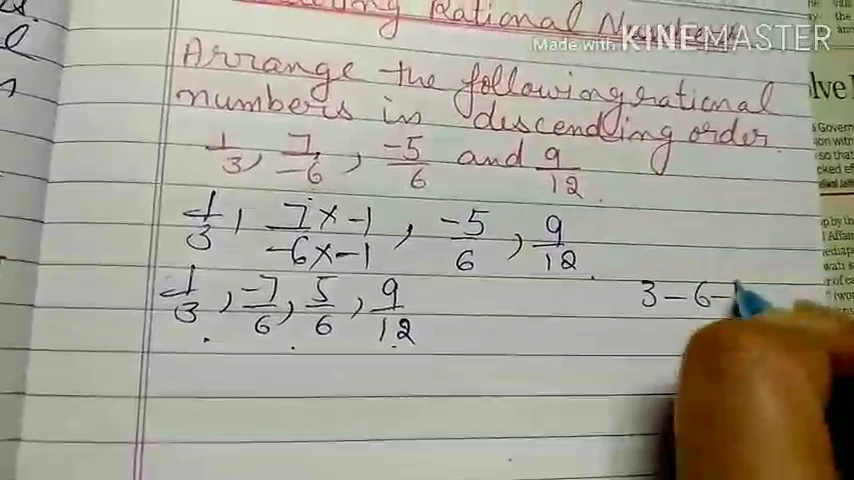 Rational Numbers
Made with KINEMASTER
Arrange the following rational
numbers in descending order.
1/3, 7/-6, -5/6 and 9/12.
1/3, 7×-1/-6×-1, -5/6, 9/12.
1/3, -7/6, 5/6, 9/12
3-6-